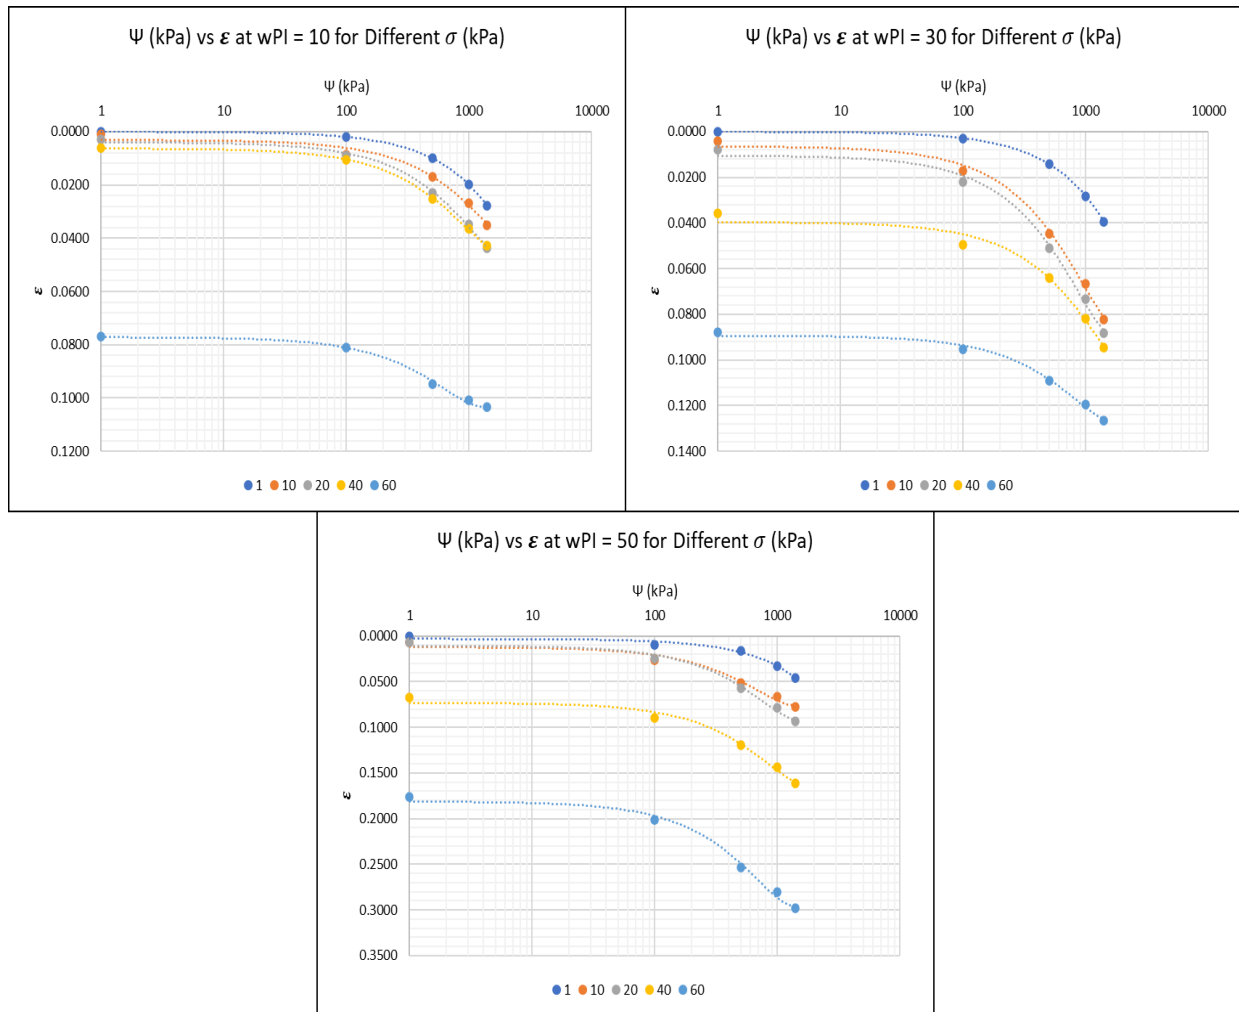 Ψ (kPa) vs ε at wPI = 10 for Different σ (kPa)
Ψ (kPa)
1 10 100 1000 10000
0.0000
0.0200
0.0400
0.0600
0.0800
0.1000
0.1200
ε
1 10 20 40 60
Ψ (kPa) vs ε at wPI = 30 for Different σ (kPa)
Ψ (kPa)
1 10 100 1000 10000
0.0000
0.0200
0.0400
0.0600
0.0800
0.1000
0.1200
0.1400
ε
1 10 20 40 60
Ψ (kPa) vs ε at wPI = 50 for Different σ (kPa)
Ψ (kPa)
1 10 100 1000 10000
0.0000
0.0500
0.1000
0.1500
0.2000
0.2500
0.3000
0.3500
ε
1 10 20 40 60